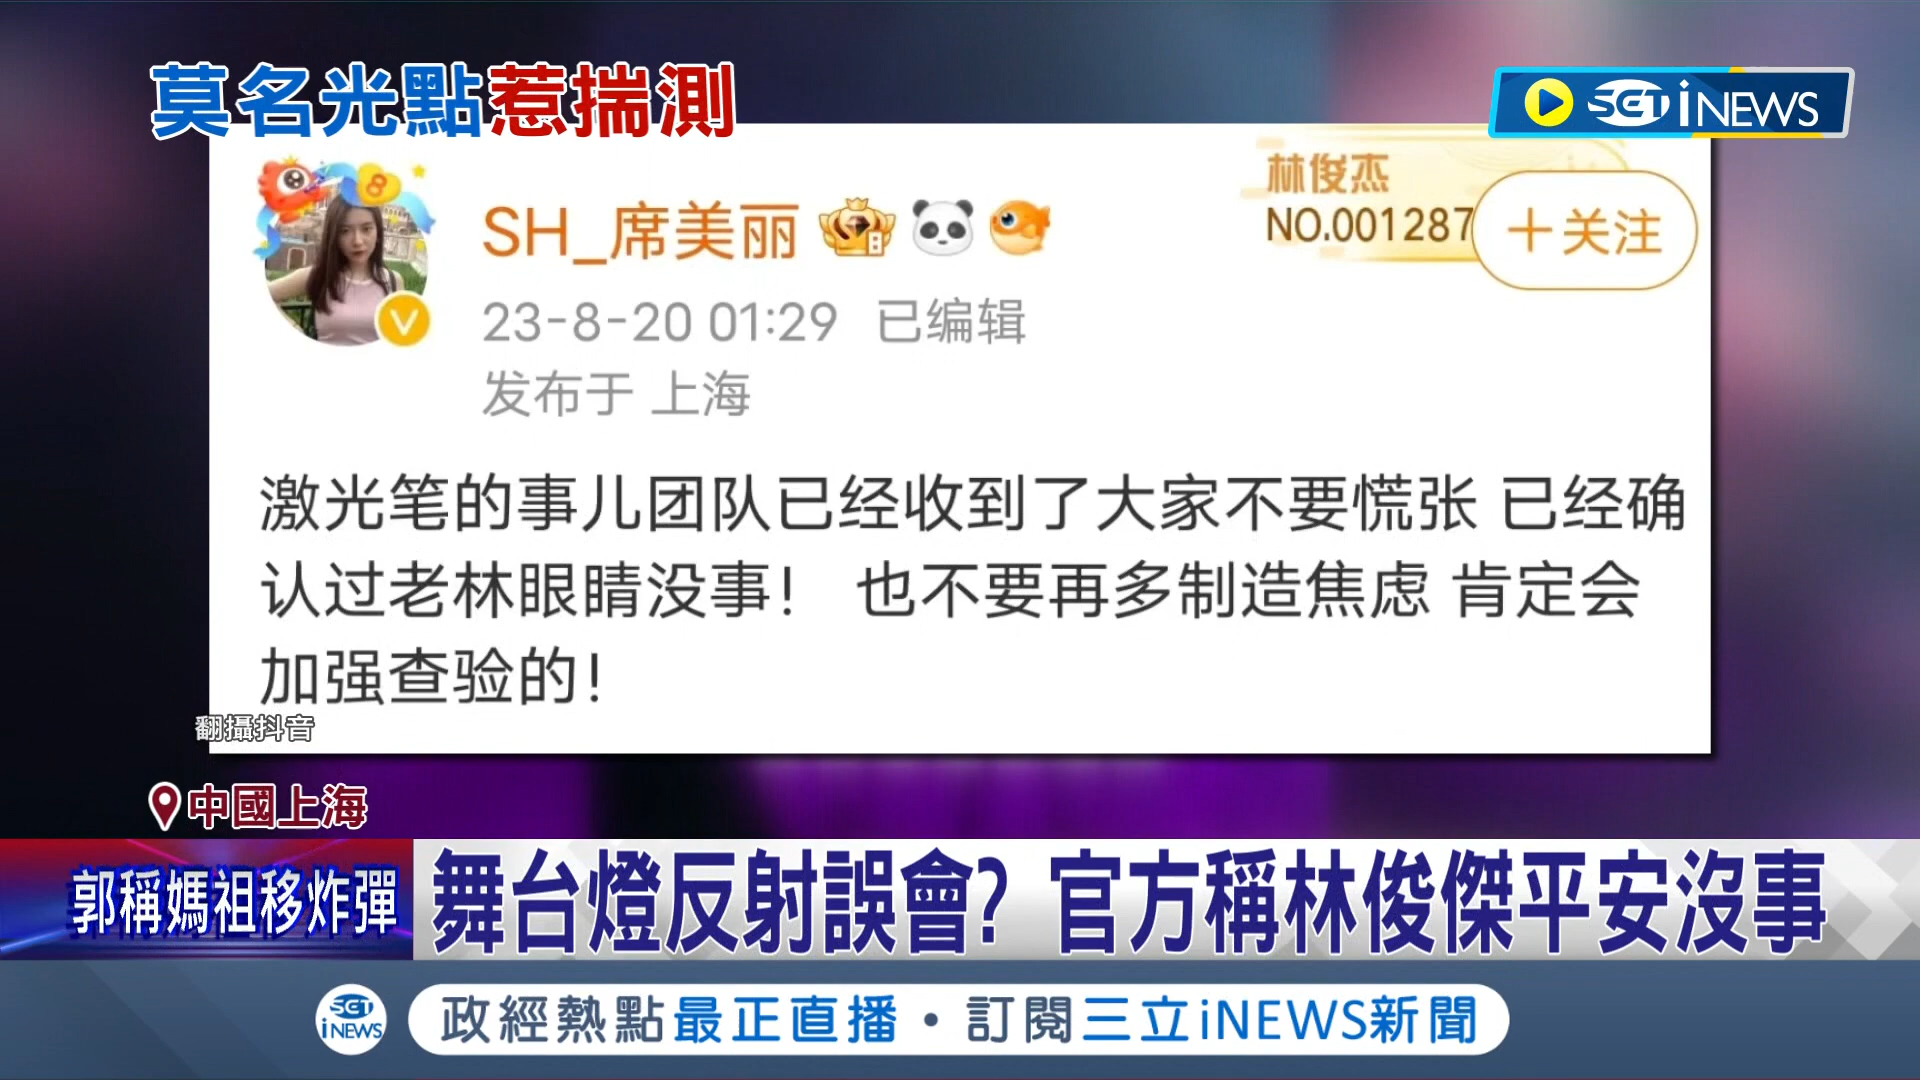 莫名光點惹揣測
SGT iNEWS
林俊杰
NO.001287
SH_席美丽
8
V
十关注
23-8-20 01:29 已编辑
发布于 上海
激光笔的事儿团队已经收到了大家不要慌张 已经确
认过老林眼睛没事! 也不要再多制造焦虑 肯定会
加强查验的!
翻攝抖音
中國上海
郭稱媽祖移炸彈
舞台燈反射誤會? 官方稱林俊傑平安沒事
SGT
iNEWS
政經熱點最正直播・訂閱三立iNEWS新聞